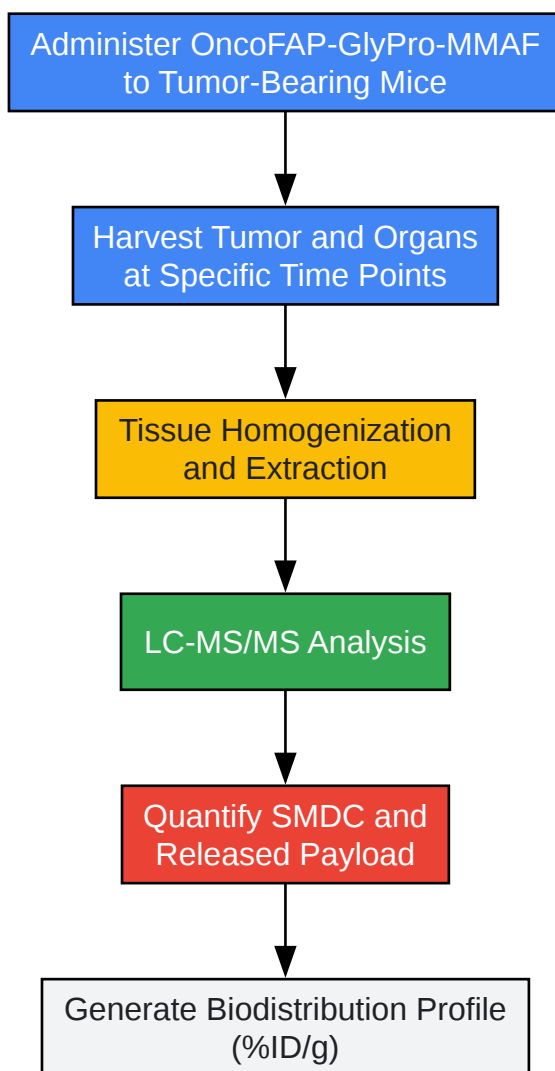 Administer OncoFAP-GlyPro-MMAF
to Tumor-Bearing Mice
Harvest Tumor and Organs
at Specific Time Points
Tissue Homogenization
and Extraction
LC-MS/MS Analysis
Quantify SMDC and
Released Payload
Generate Biodistribution Profile
(%ID/g)